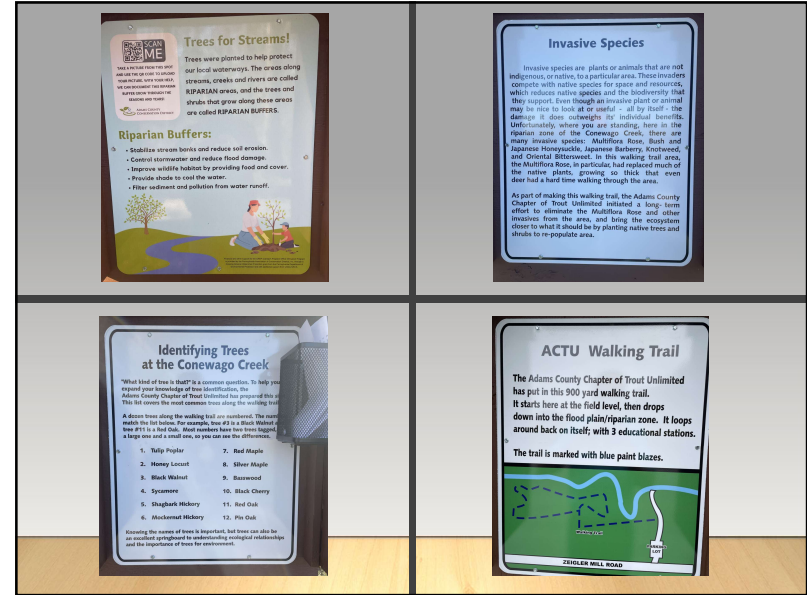 Trees for Streams!
SCAN
ME
TAKE A PICTURE FROM THIS SPOT
AND USE THE QR CODE TO UPLOAD
YOUR PICTURE. WITH YOUR HELP,
WE CAN DOCUMENT THIS RIPARIAN
BUFFER GROW THROUGH THE
SEASONS AND YEARS!
ADAMS COUNTY
CONSERVATION DISTRICT
Trees were planted to help protect
our local waterways. The areas along
streams, creeks and rivers are called
RIPARIAN areas, and the trees and
shrubs that grow along these areas
are called RIPARIAN BUFFERS.
Riparian Buffers:
• Stabilize stream banks and reduce soil erosion.
• Control stormwater and reduce flood damage.
• Improve wildlife habitat by providing food and cover.
• Provide shade to cool the water.
• Filter sediment and pollution from water runoff.
Invasive Species
Invasive species are plants or animals that are not
indigenous, or native, to a particular area. These invaders
compete with native species for space and resources,
which reduces native species and the biodiversity that
they support. Even though an invasive plant or animal
may be nice to look at or useful - all by itself - the
damage it does outweighs its' individual benefits.
Unfortunately, where you are standing, here in the
riparian zone of the Conewago Creek, there are
many invasive species: Multiflora Rose, Bush and
Japanese Honeysuckle, Japanese Barberry, Knotweed,
and Oriental Bittersweet. In this walking trail area,
the Multiflora Rose, in particular, had replaced much of
the native plants, growing so thick that even
deer had a hard time walking through the area.
As part of making this walking trail, the Adams County
Chapter of Trout Unlimited initiated a long- term
effort to eliminate the Multiflora Rose and other
invasives from the area, and bring the ecosystem
closer to what it should be by planting native trees and
shrubs to re-populate area.
Identifying Trees
at the Conewago Creek
"What kind of tree is that?" is a common question. To help you
expand your knowledge of tree identification, the
Adams County Chapter of Trout Unlimited has prepared this
This list covers the most common trees along the walking trail
A dozen trees along the walking trail are numbered. The
match the list below. For example, tree #3 is a Black Walnut
tree #11 is a Red Oak. Most numbers have two trees tagged,
a large one and a small one, so you can see the differences.
1. Tulip Poplar
2. Honey Locust
3. Black Walnut
4. Sycamore
5. Shagbark Hickory
6. Mockernut Hickory
7. Red Maple
8. Silver Maple
9. Basswood
10. Black Cherry
11. Red Oak
12. Pin Oak
Knowing the names of trees is important, but trees can also be
an excellent springboard to understanding ecological relationships
and the importance of trees for environment.
ACTU Walking Trail
The Adams County Chapter of Trout Unlimited
has put in this 900 yard walking trail.
It starts here at the field level, then drops
down into the flood plain/riparian zone. It loops
around back on itself; with 3 educational stations.
The trail is marked with blue paint blazes.
Walking Trail
PARKING
LOT
ZEIGLER MILL ROAD